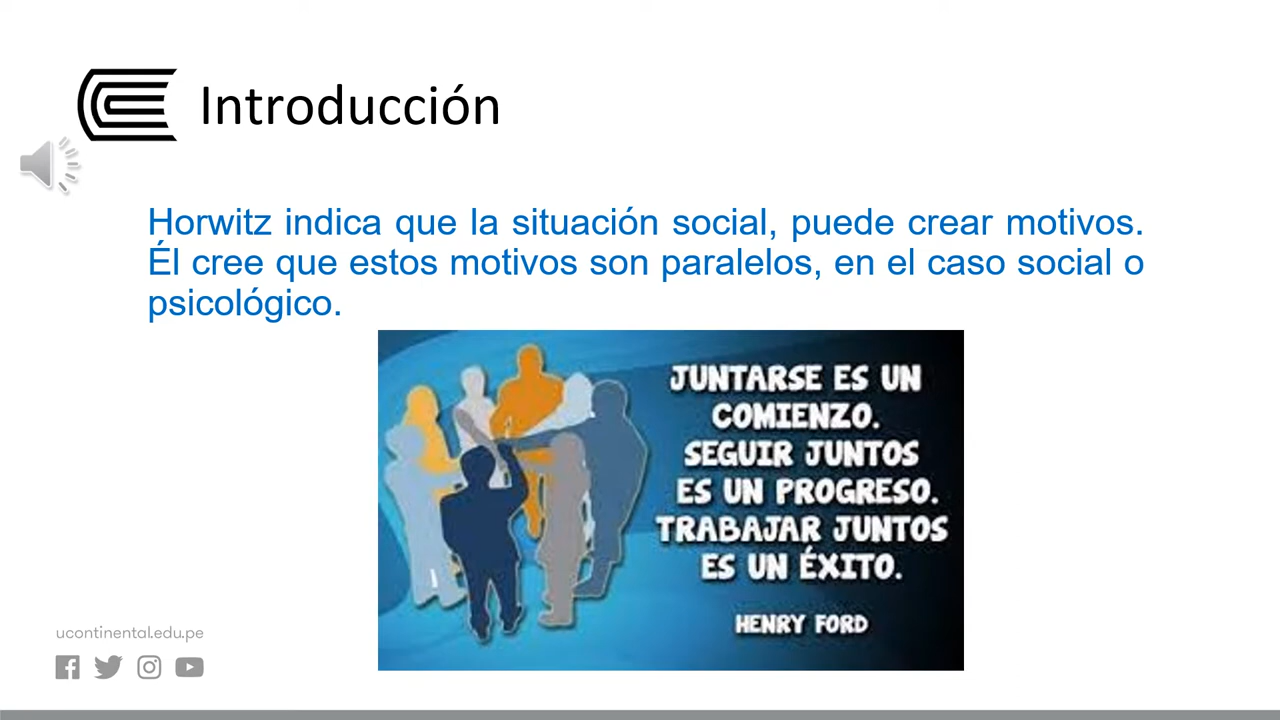 Introducción
Horwitz indica que la situación social, puede crear motivos.
Él cree que estos motivos son paralelos, en el caso social o
psicológico.
JUNTARSE ES UN
COMIENZO.
SEGUIR JUNTOS
ES UN PROGRESO.
TRABAJAR JUNTOS
ES UN ÉXITO.
HENRY FORD
ucontinental.edu.pe